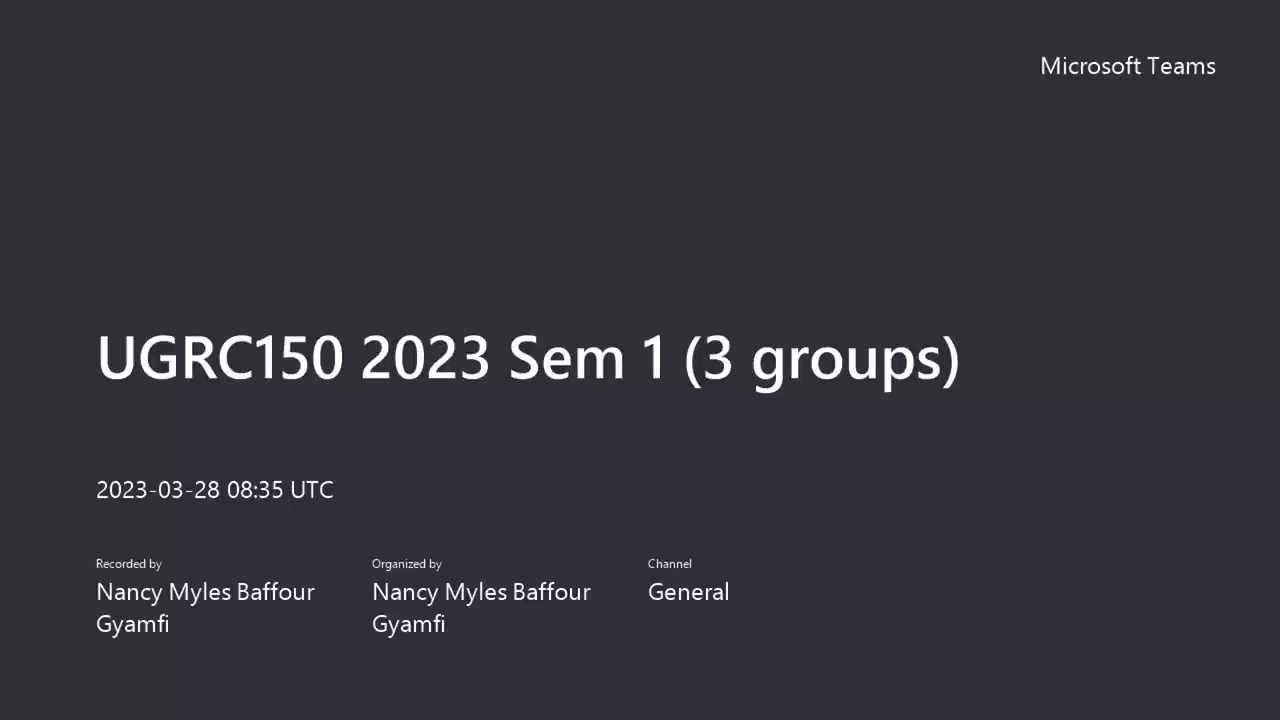 Microsoft Teams
UGRC150 2023 Sem 1 (3 groups)
2023-03-28 08:35 UTC
Recorded by
Nancy Myles Baffour
Gyamfi
Organized by
Nancy Myles Baffour
Gyamfi
Channel
General